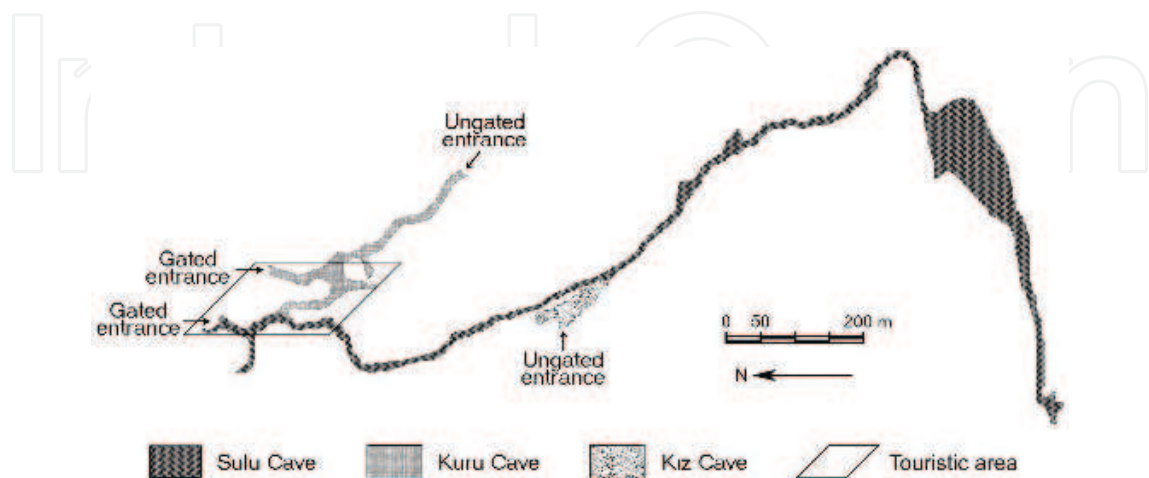 Ungated
entrance
Gated
entrance
Gated
entrance
Ungated
entrance
0 50 200 m
N
Sulu Cave
Kuru Cave
Kız Cave
Touristic area